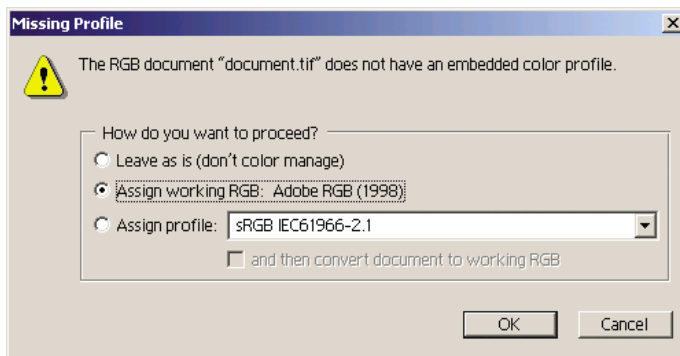 Missing Profile
The RGB document “document.tif” does not have an embedded color profile.
How do you want to proceed?
Leave as is (don't color manage)
Assign working RGB: Adobe RGB (1998)
Assign profile: sRGB IEC61966-2.1
and then convert document to working RGB
OK Cancel